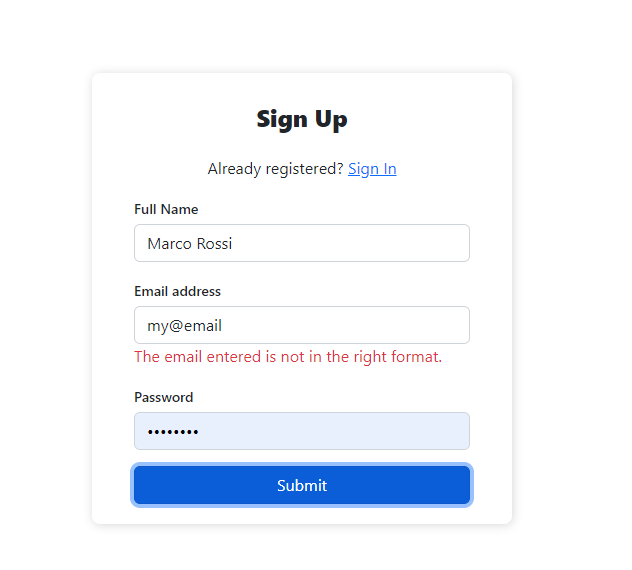 Sign Up
Already registered? Sign In
Full Name
Marco Rossi
Email address
my@email
The email entered is not in the right format.
Password
••••••••
Submit